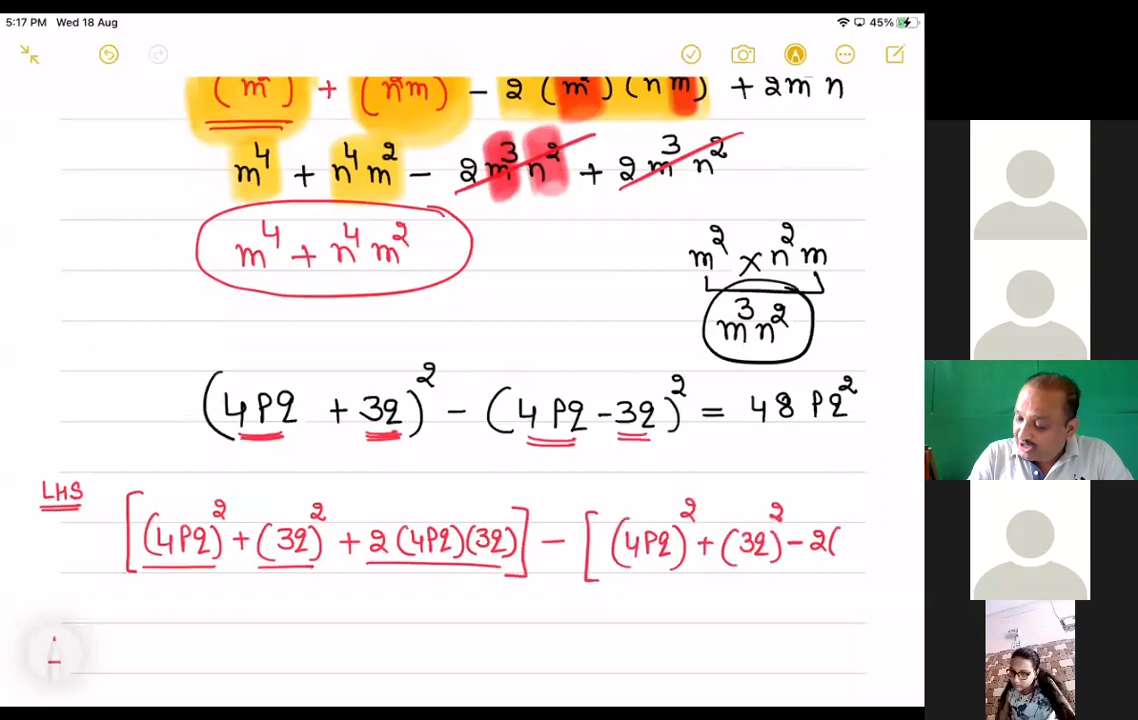 5:17 PM Wed 18 Aug 45%
(m²) + (n²m) - 2 (m²) (n²m) + 2m³n²
m⁴ + n⁴m² - 2m³n² + 2m³n²
m⁴ + n⁴m²
m² × n²m
m³n²
(4pq + 3q)² - (4pq - 3q)² = 48pq²
LHS [(4pq)² + (3q)² + 2(4pq)(3q)] - [(4pq)² + (3q)² - 2(